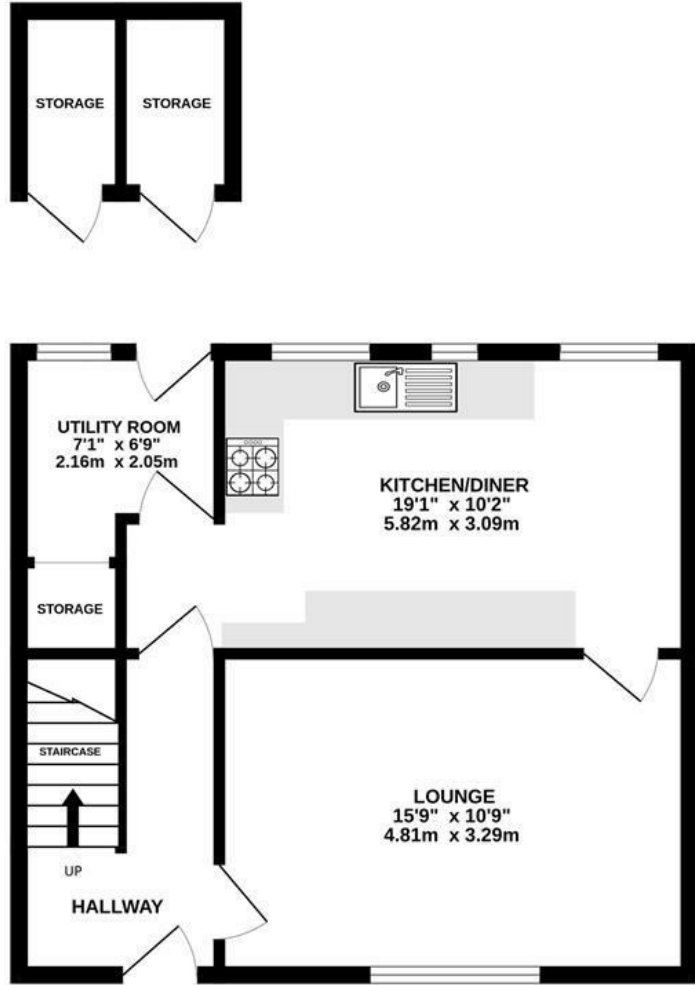 STORAGE
STORAGE
UTILITY ROOM
7'1" x 6'9"
2.16m x 2.05m
KITCHEN/DINER
19'1" x 10'2"
5.82m x 3.09m
STORAGE
STAIRCASE
UP
HALLWAY
LOUNGE
15'9" x 10'9"
4.81m x 3.29m